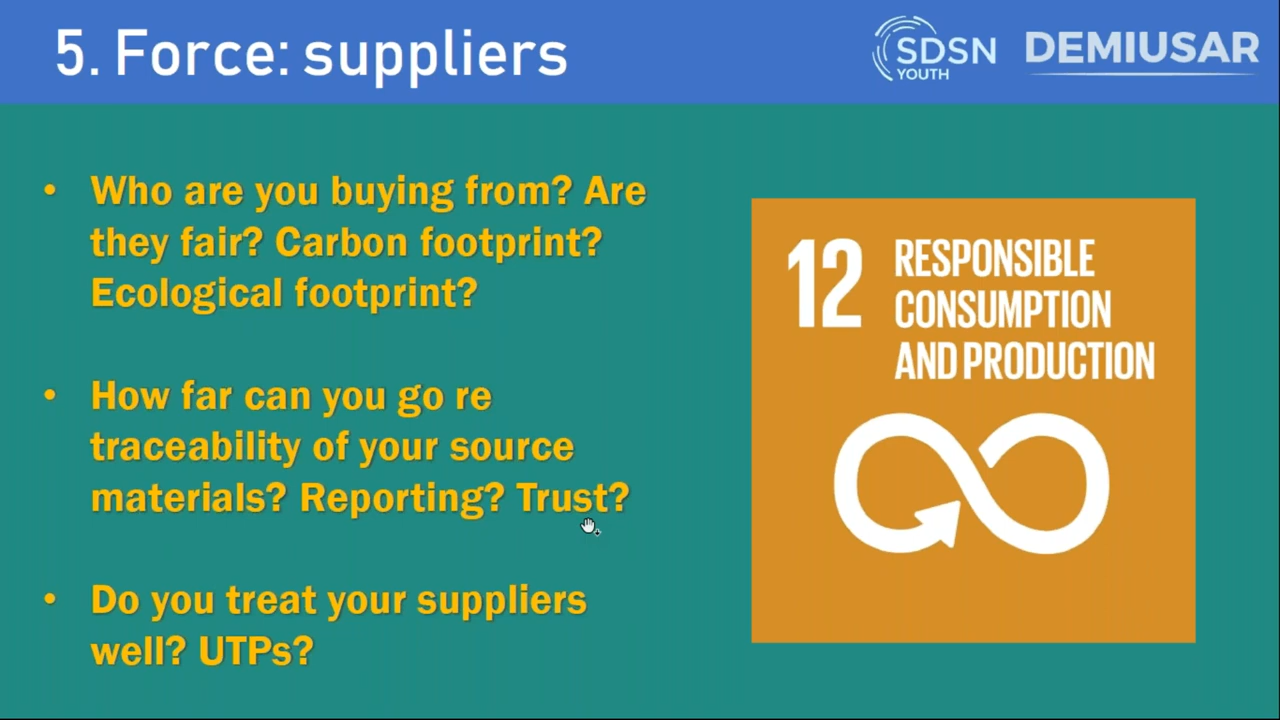 5. Force: suppliers
SDSN
YOUTH
DEMIUSAR
• Who are you buying from? Are
they fair? Carbon footprint?
Ecological footprint?
• How far can you go re
traceability of your source
materials? Reporting? Trust?
• Do you treat your suppliers
well? UTPs?
12 RESPONSIBLE
CONSUMPTION
AND PRODUCTION